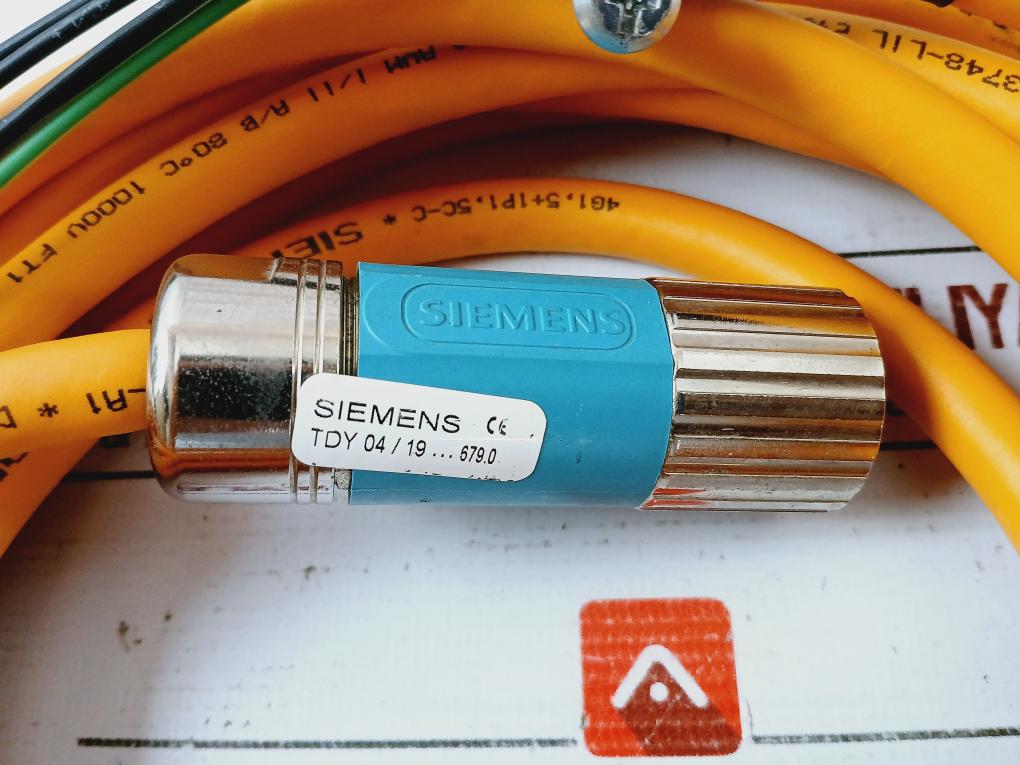 3748-L1L
* AWM I/II A/B 80°C 1000V FT1
4G1,5+1P1,5C-C * SIE
SIEMENS
SIEMENS CE
TDY 04 / 19 ... 679.0